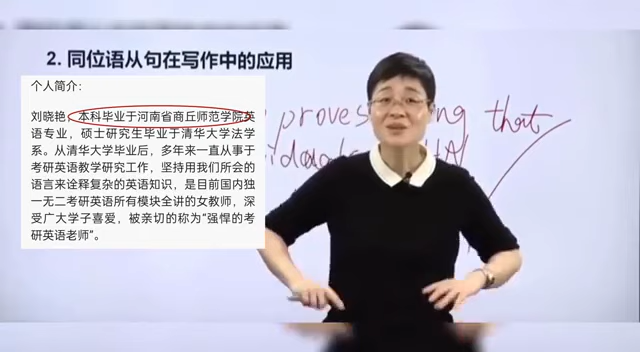 2. 同位语从句在写作中的应用
个人简介：
刘晓艳，本科毕业于河南省商丘师范学院英
语专业，硕士研究生毕业于清华大学法学
系。从清华大学毕业后，多年来一直从事于
考研英语教学研究工作，坚持用我们所会的
语言来诠释复杂的英语知识，是目前国内独
一无二考研英语所有模块全讲的女教师，深
受广大学子喜爱，被亲切的称为“强悍的考
研英语老师”。
proves
that